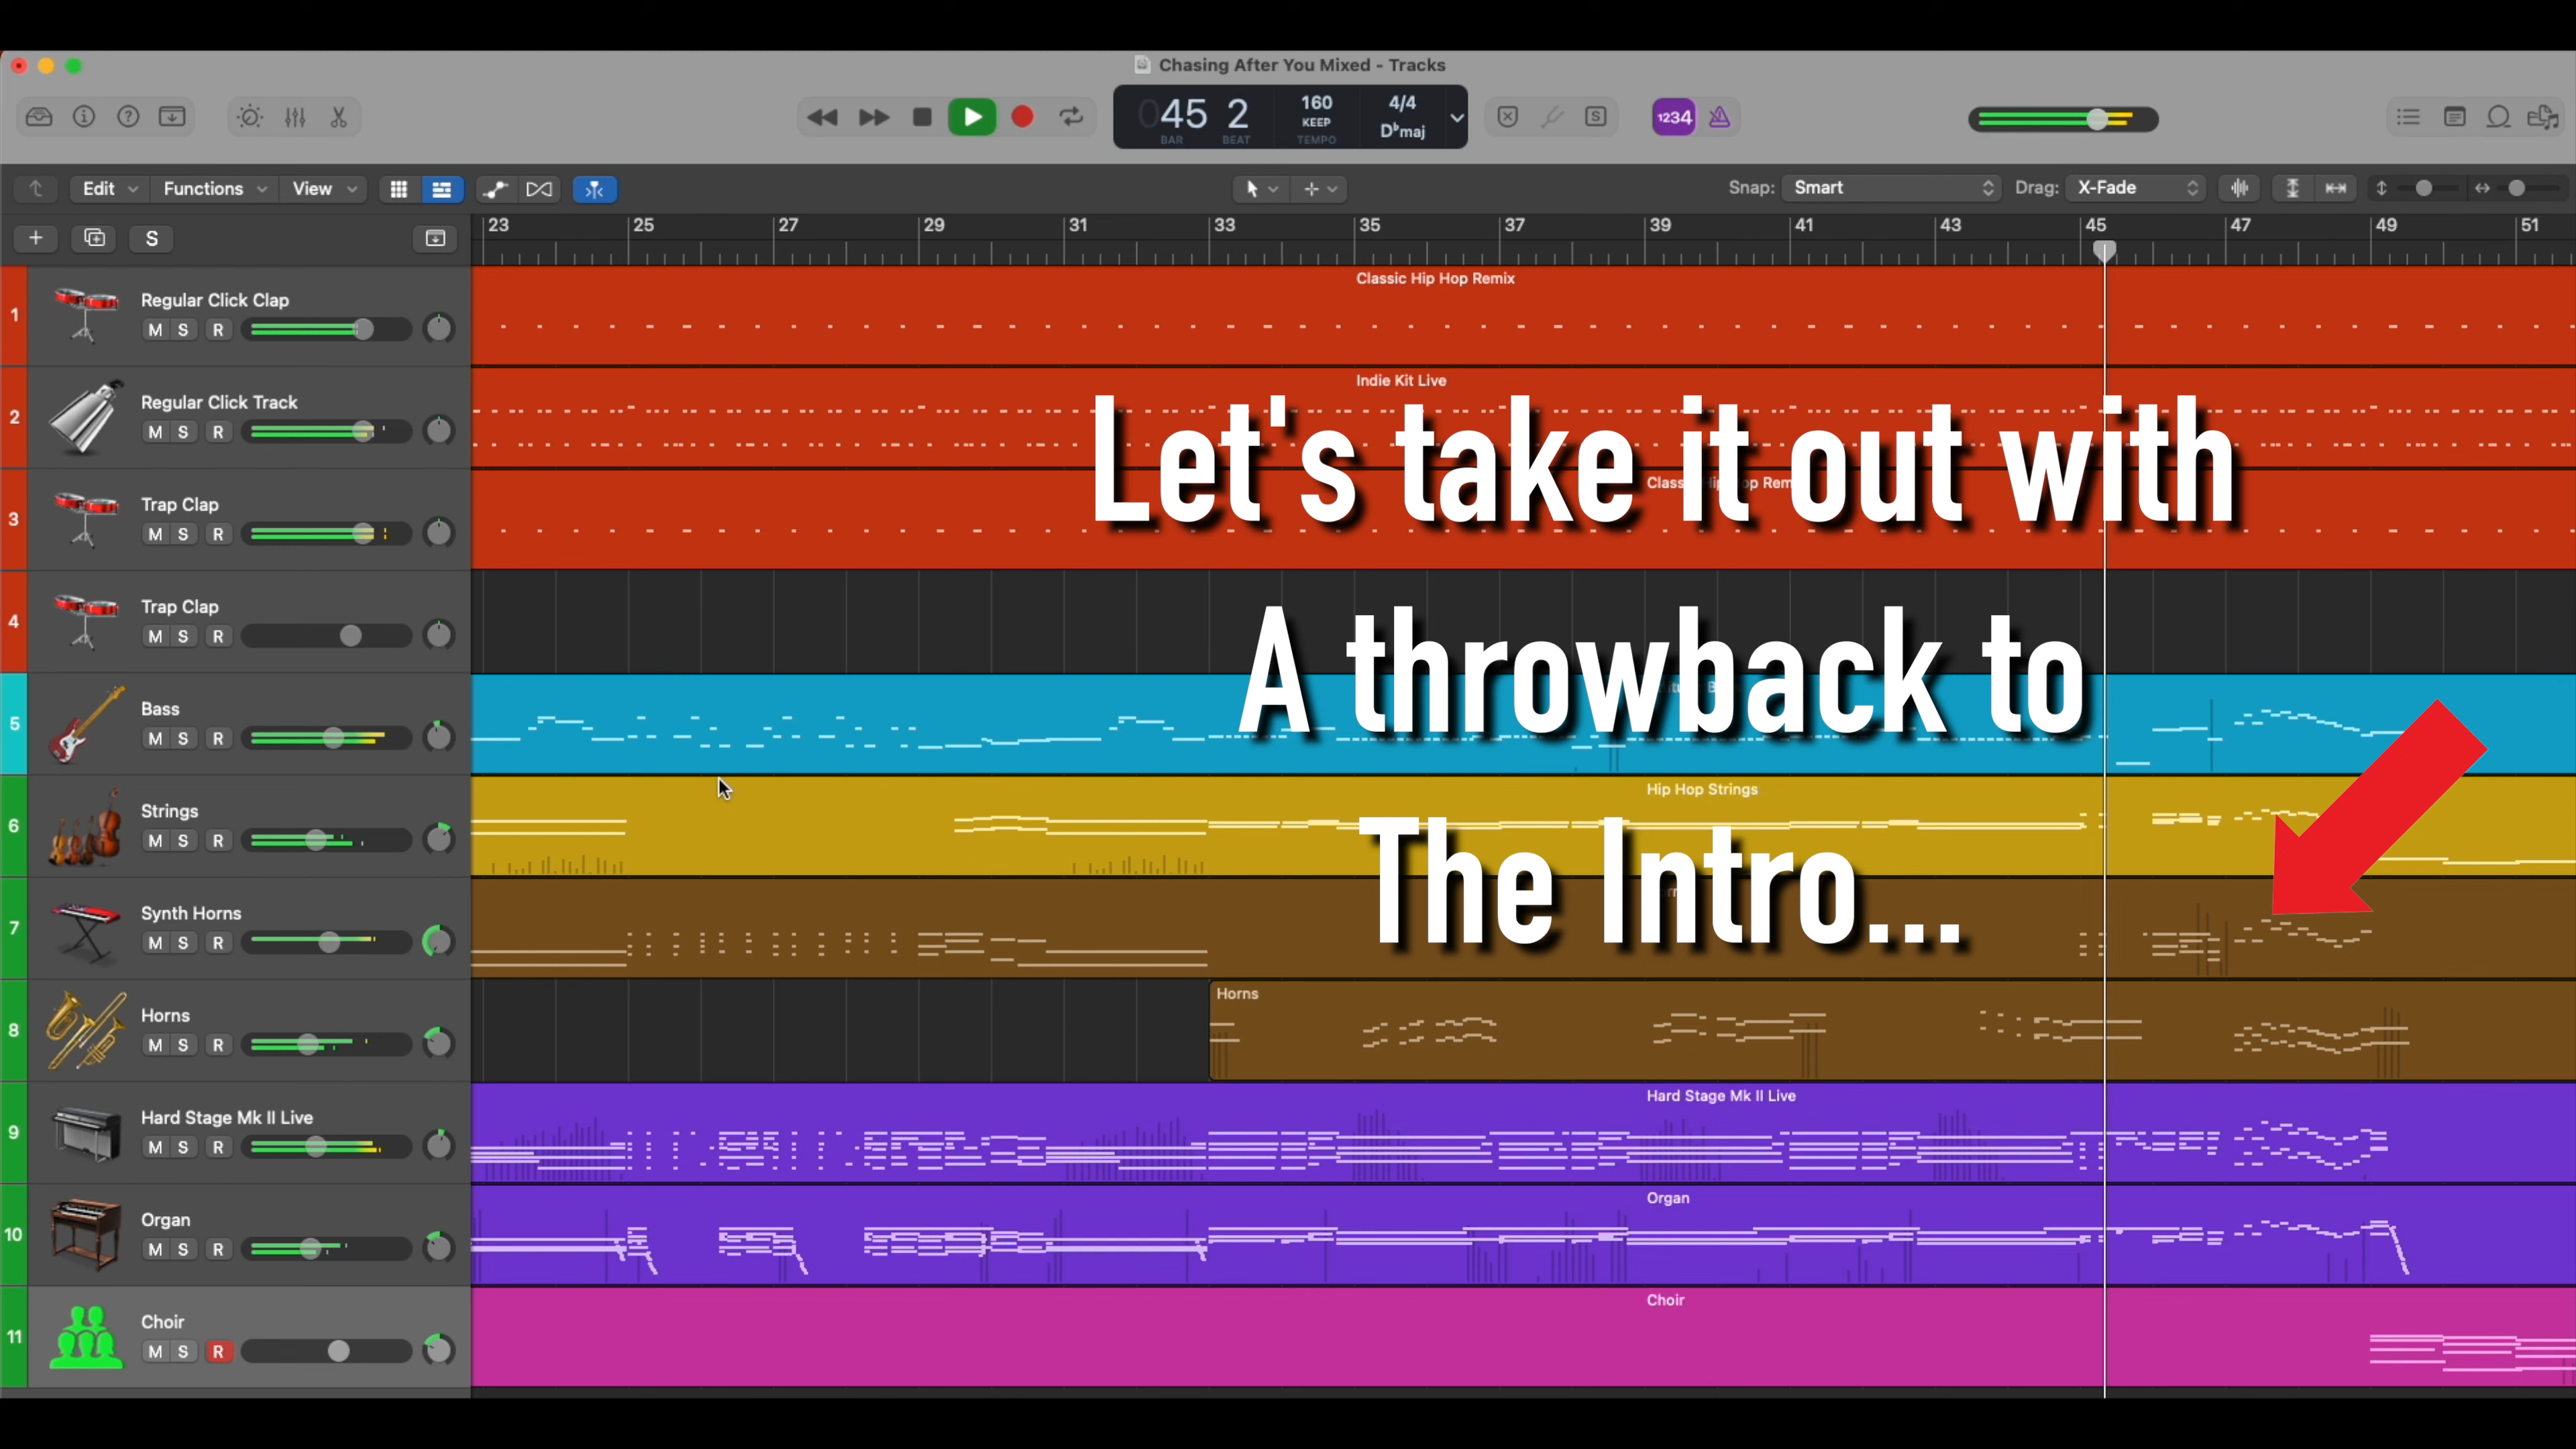 Chasing After You Mixed - Tracks
045 2 160 4/4
KEEP D♭maj
BAR BEAT TEMPO
S 1234
Edit Functions View Snap: Smart Drag: X-Fade
S 23 25 27 29 31 33 35 37 39 41 43 45 47 49 51
1 Regular Click Clap Classic Hip Hop Remix
M S R
2 Regular Click Track Indie Kit Live
M S R
Let's take it out with
3 Trap Clap
M S R
4 Trap Clap
M S R
A throwback to
5 Bass
M S R
6 Strings Hip Hop Strings
M S R
The Intro...
7 Synth Horns
M S R
8 Horns Horns
M S R
9 Hard Stage Mk II Live Hard Stage Mk II Live
M S R
10 Organ Organ
M S R
11 Choir Choir
M S R